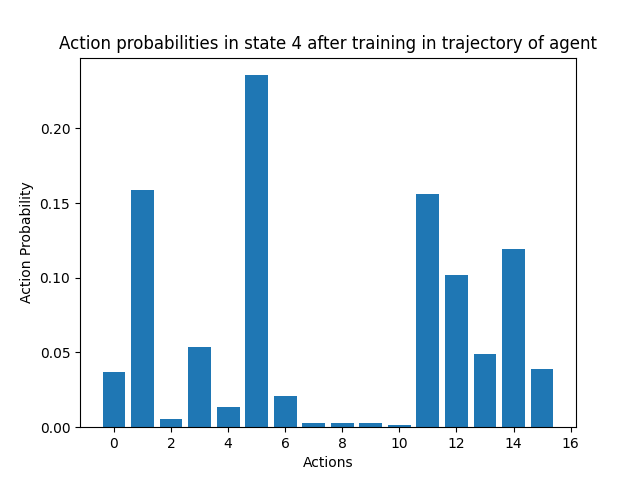 Action probabilities in state 4 after training in trajectory of agent
Action Probability
0.20
0.15
0.10
0.05
0.00
0 2 4 6 8 10 12 14 16
Actions